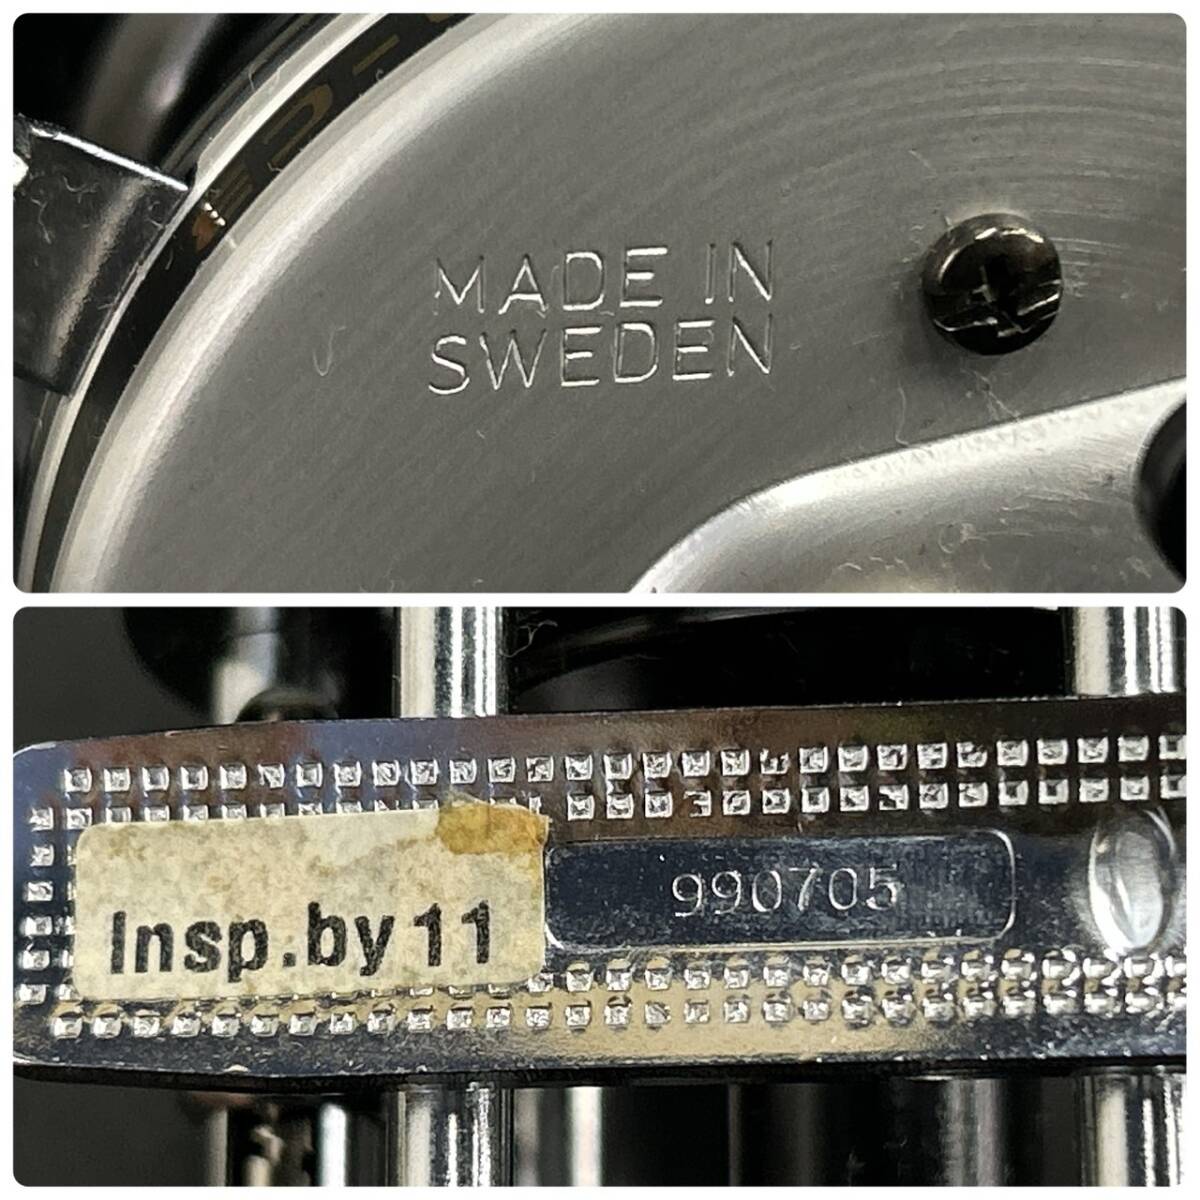 MADE IN
SWEDEN
Insp.by 11
990705